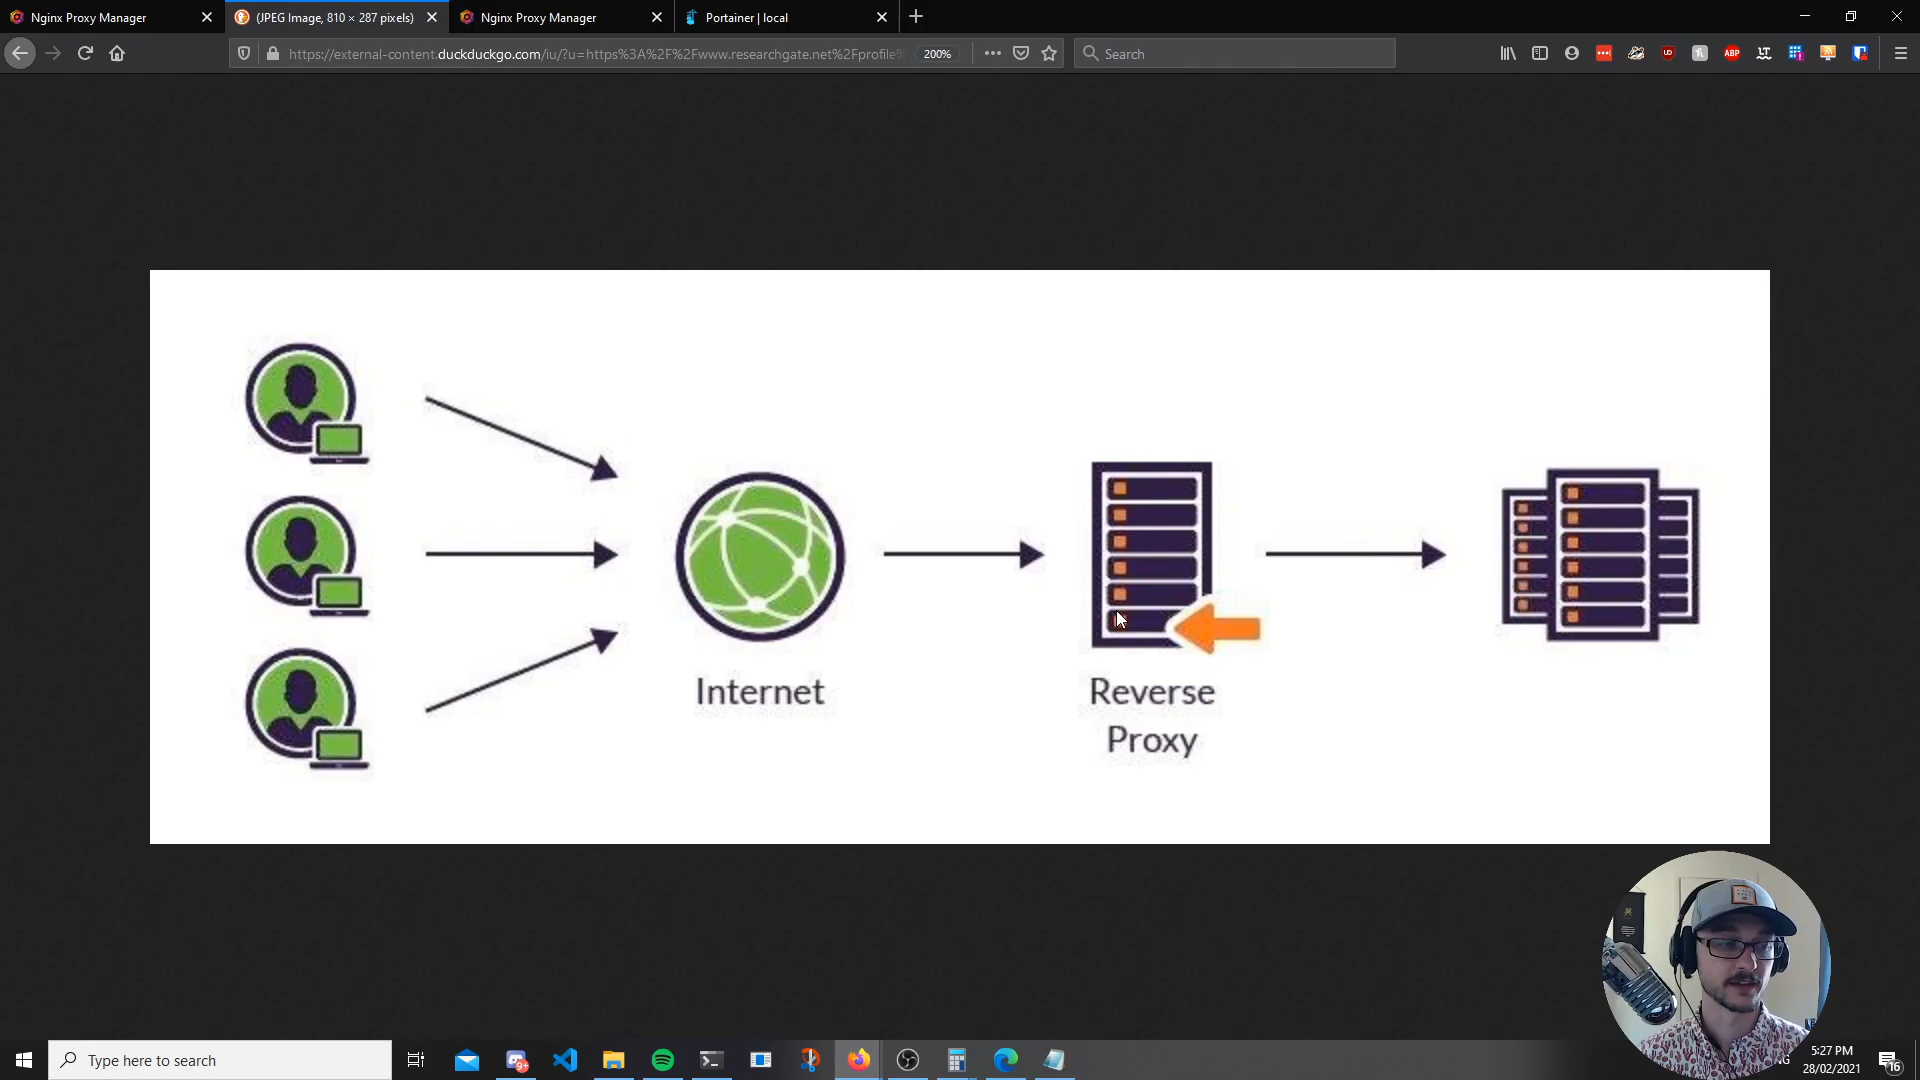 Nginx Proxy Manager
(JPEG Image, 810 × 287 pixels)
Nginx Proxy Manager
Portainer | local
https://external-content.duckduckgo.com/iu/?u=https%3A%2F%2Fwww.researchgate.net%2Fprofile%
200%
Search
ABP
Internet
Reverse
Proxy
Type here to search
9+
5:27 PM
28/02/2021
16